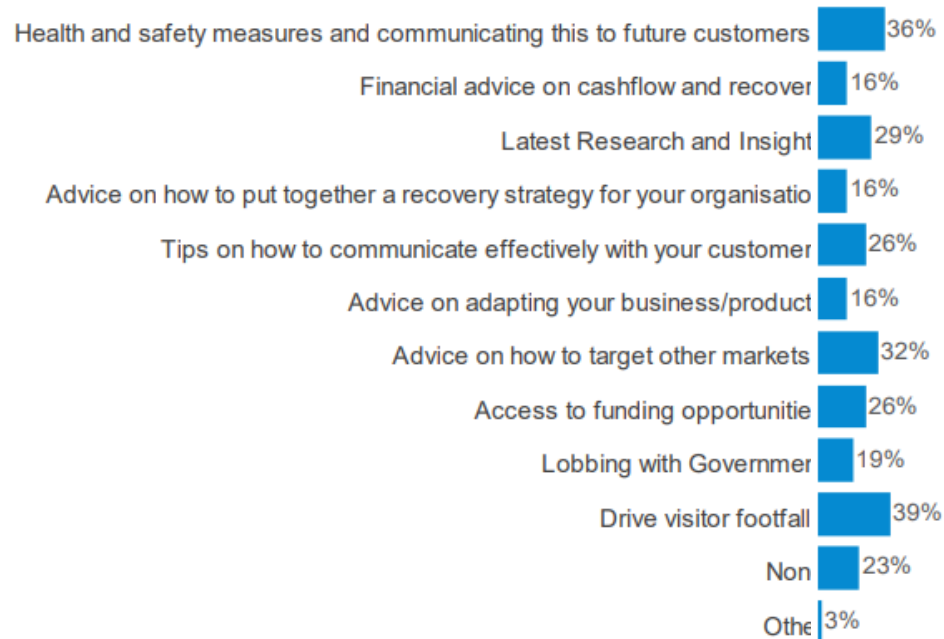 Health and safety measures and communicating this to future customers 36%
Financial advice on cashflow and recover 16%
Latest Research and Insight 29%
Advice on how to put together a recovery strategy for your organisatio 16%
Tips on how to communicate effectively with your customer 26%
Advice on adapting your business/product 16%
Advice on how to target other markets 32%
Access to funding opportunitie 26%
Lobbing with Governmer 19%
Drive visitor footfall 39%
Non 23%
Othe 3%